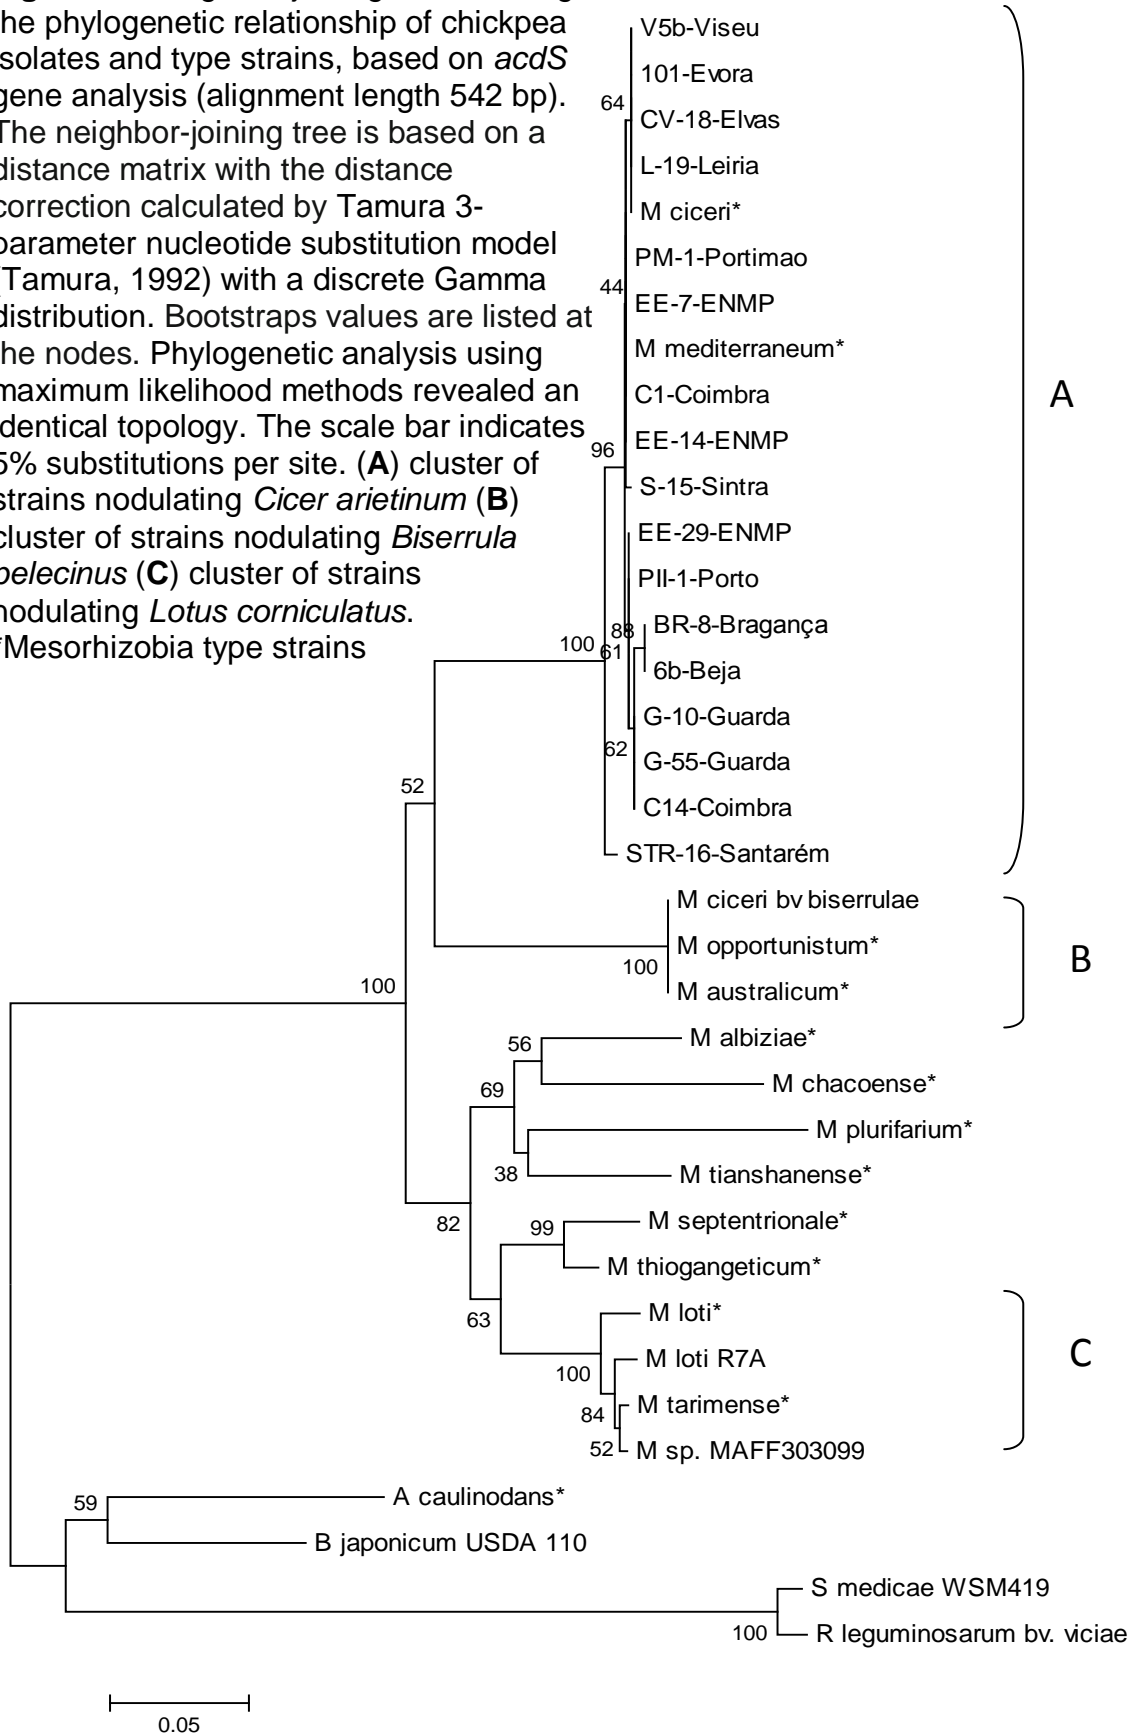 he phylogenetic relationship of chickpea
solates and type strains, based on acdS
gene analysis (alignment length 542 bp).
The neighbor-joining tree is based on a
distance matrix with the distance
correction calculated by Tamura 3-
parameter nucleotide substitution model
(Tamura, 1992) with a discrete Gamma
distribution. Bootstraps values are listed at
he nodes. Phylogenetic analysis using
maximum likelihood methods revealed an
dentical topology. The scale bar indicates
5% substitutions per site. (A) cluster of
strains nodulating Cicer arietinum (B)
cluster of strains nodulating Biserrula
pelecinus (C) cluster of strains
nodulating Lotus corniculatus.
*Mesorhizobia type strains
V5b-Viseu
101-Evora
64
CV-18-Elvas
L-19-Leiria
M ciceri*
PM-1-Portimao
44
EE-7-ENMP
M mediterraneum*
C1-Coimbra
A
EE-14-ENMP
96
S-15-Sintra
EE-29-ENMP
PII-1-Porto
BR-8-Bragança
88
100
61
6b-Beja
G-10-Guarda
62
G-55-Guarda
52
C14-Coimbra
STR-16-Santarém
M ciceri bv biserrulae
M opportunistum*
B
100
M australicum*
100
M albiziae*
56
M chacoense*
69
M plurifarium*
38
M tianshanense*
82
M septentrionale*
99
M thiogangeticum*
63
M loti*
M loti R7A
C
100
M tarimense*
84
52
M sp. MAFF303099
A caulinodans*
59
B japonicum USDA 110
S medicae WSM419
100
R leguminosarum bv. viciae
0.05